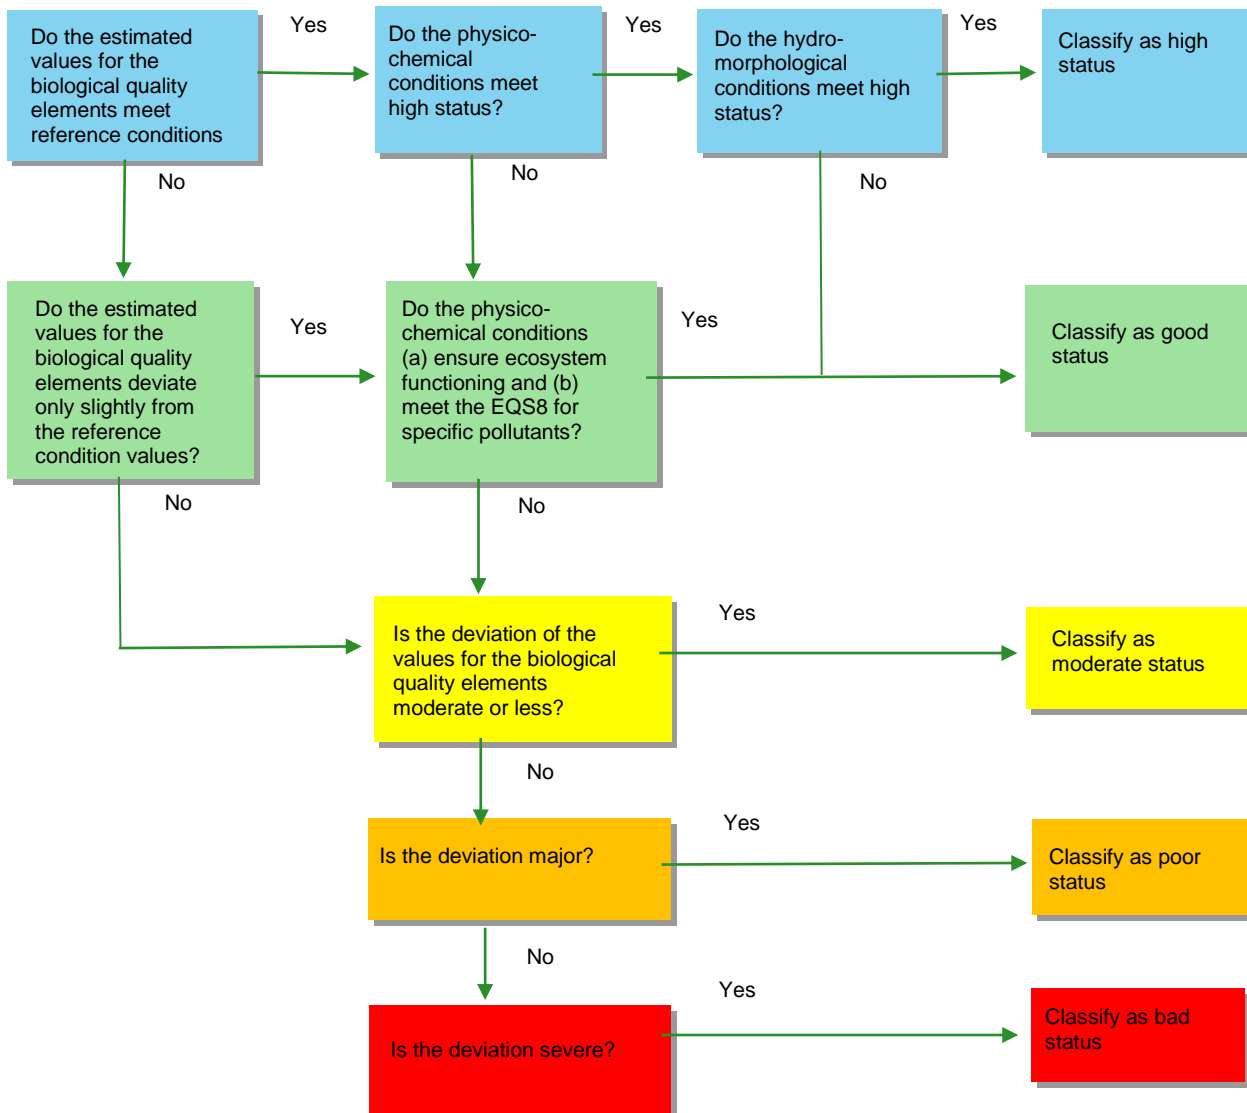 Do the estimated
values for the
biological quality
elements meet
reference conditions
Yes
Do the physico-
chemical
conditions meet
high status?
Yes
Do the hydro-
morphological
conditions meet high
status?
Yes
Classify as high
status
No
No
No
Do the estimated
values for the
biological quality
elements deviate
only slightly from
the reference
condition values?
Yes
Do the physico-
chemical conditions
(a) ensure ecosystem
functioning and (b)
meet the EQS8 for
specific pollutants?
Yes
Classify as good
status
No
No
Is the deviation of the
values for the biological
quality elements
moderate or less?
Yes
Classify as
moderate status
No
Is the deviation major?
Yes
Classify as poor
status
No
Is the deviation severe?
Yes
Classify as bad
status